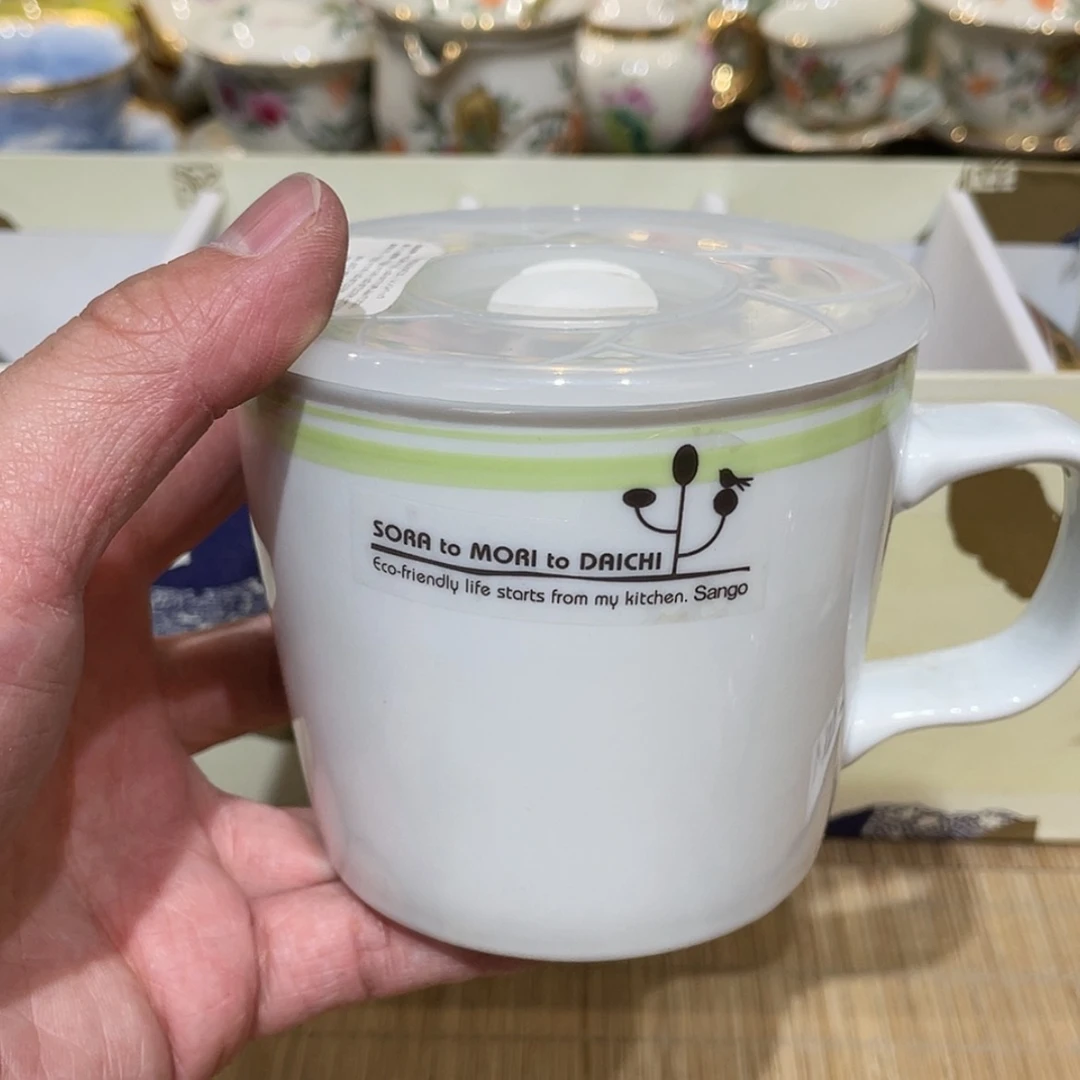 SORA to MORI to DAICHI
Eco-friendly life starts from my kitchen. Sango